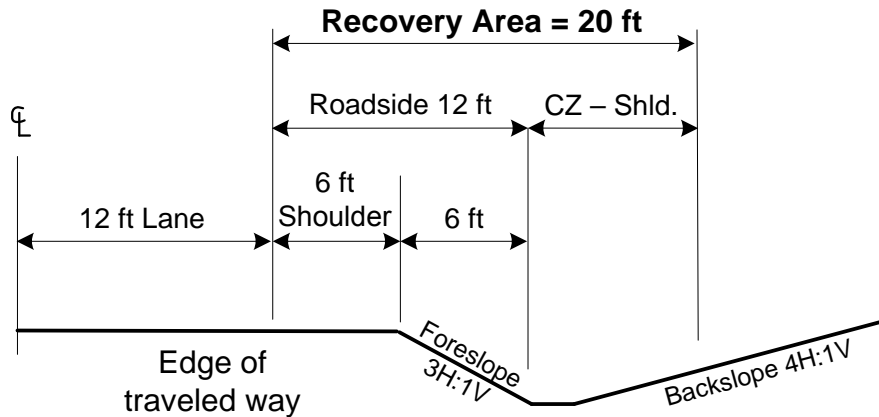 Recovery Area = 20 ft
Roadside 12 ft
CZ – Shld.
℄
6 ft
Shoulder
12 ft Lane
6 ft
Foreslope
3H:1V
Edge of
traveled way
Backslope 4H:1V